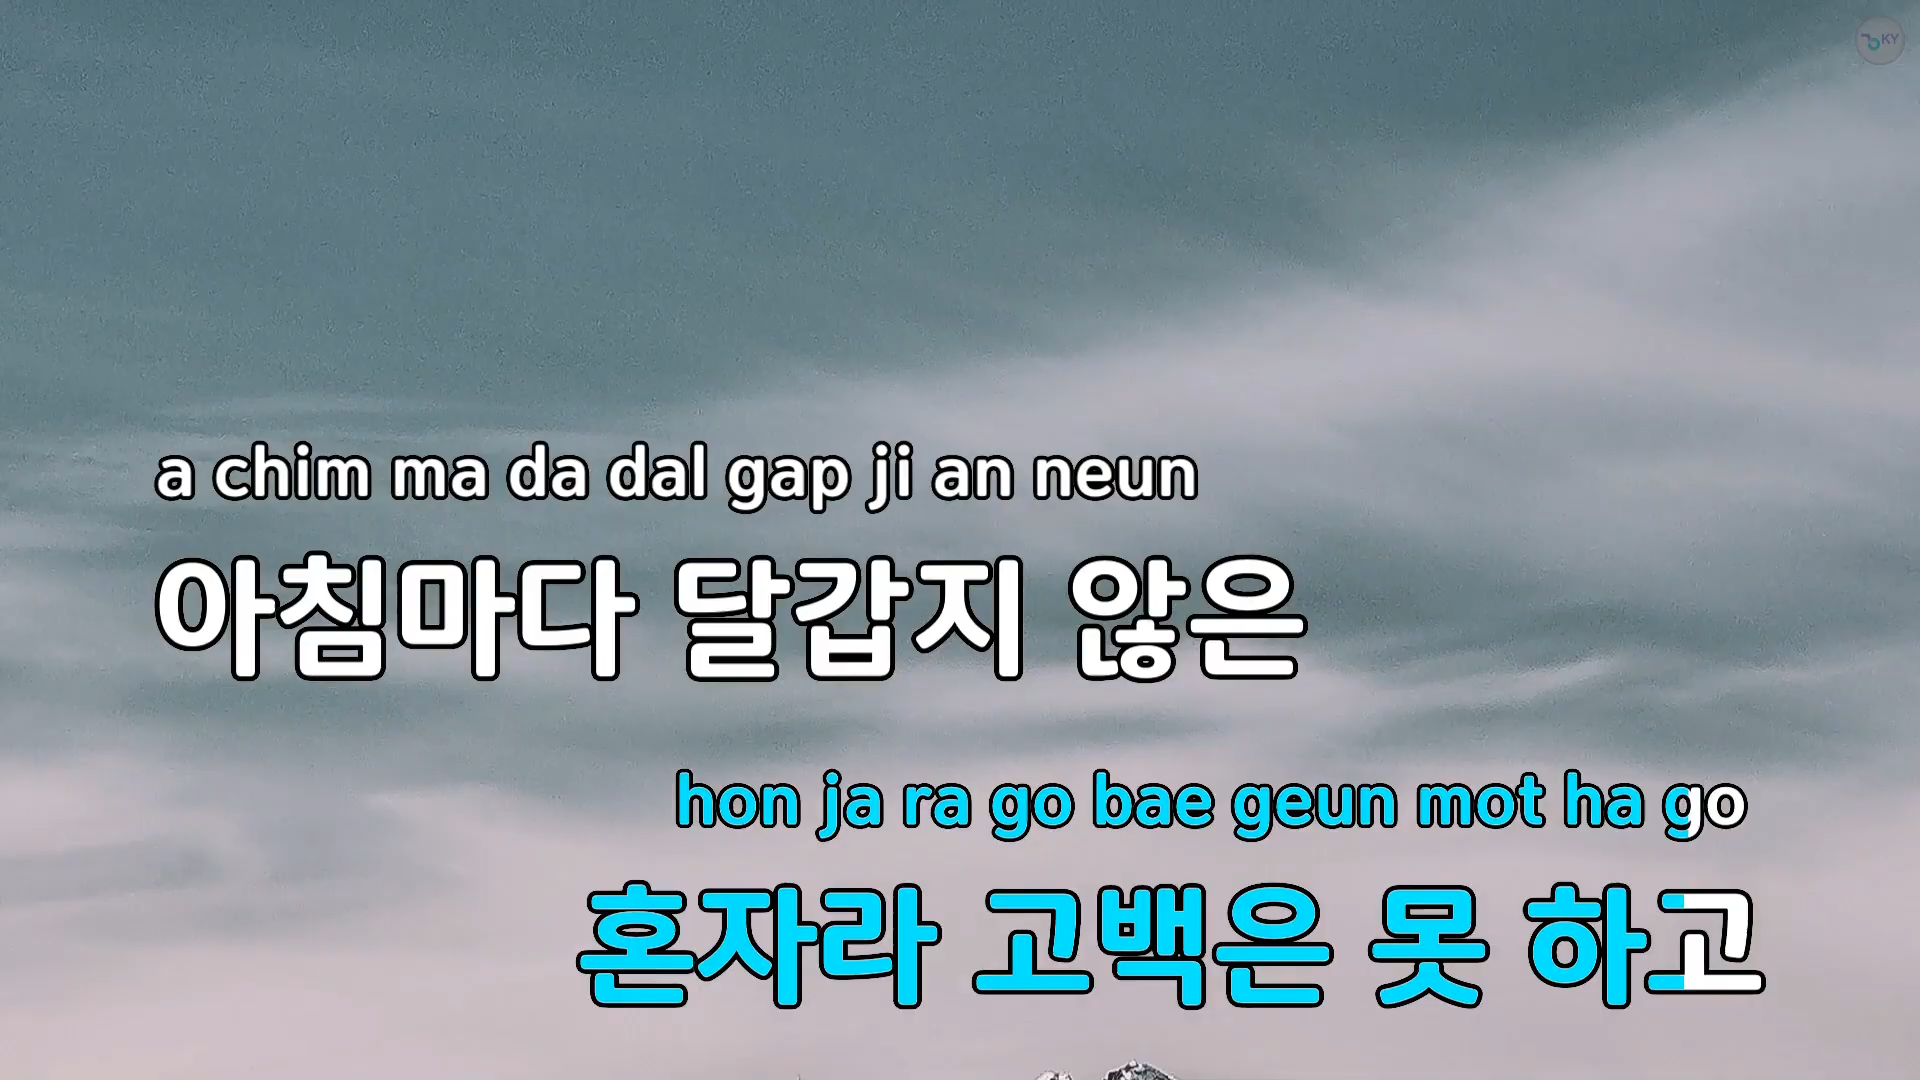 KY
a chim ma da dal gap ji an neun
아침마다 달갑지 않은
hon ja ra go bae geun mot ha go
혼자라 고백은 못 하고